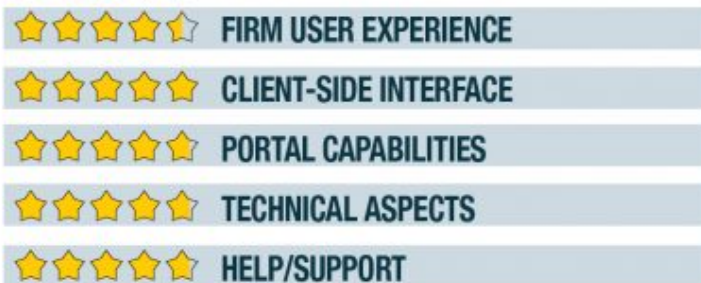 FIRM USER EXPERIENCE
CLIENT-SIDE INTERFACE
PORTAL CAPABILITIES
TECHNICAL ASPECTS
HELP/SUPPORT